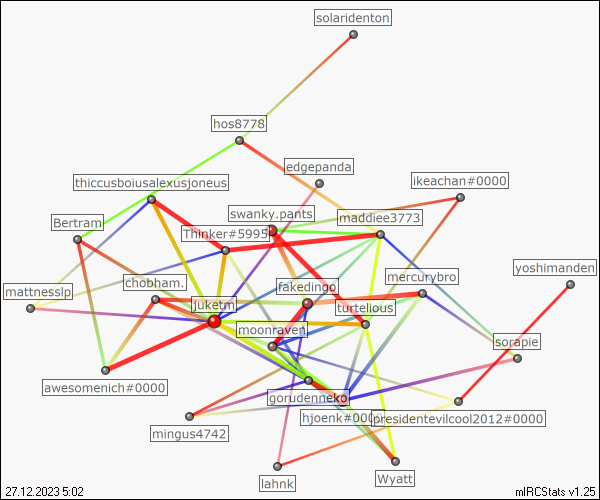 solaridenton
hos8778
edgepanda
thiccusboiusalexusjoneus
ikeachan#0000
Bertram
swanky.pants
maddiee3773
Thinker#5995
mercurybro
yoshimanden
chobham.
fakedingo
mattnesslp
juketm
turtelious
moonraven
sorapie
awesomenich#0000
gorudenneko
hjoenk#000
presidentevilcool2012#0000
mingus4742
lahnk
Wyatt
27.12.2023 5:02
mIRCStats v1.25